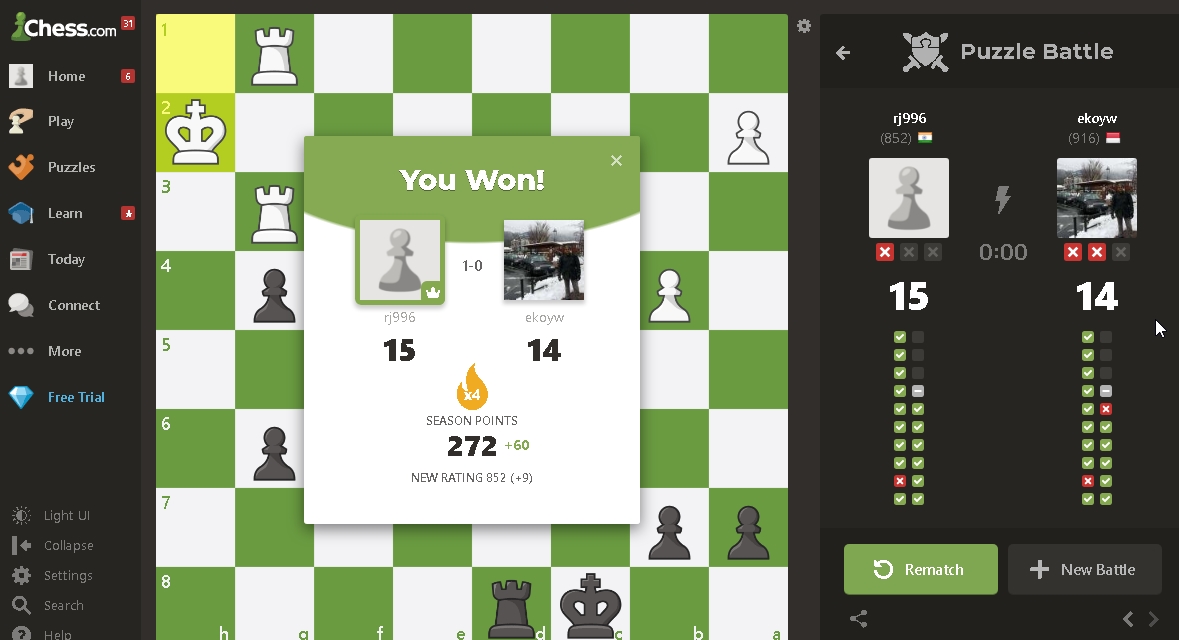 Chess.com 31
Home 6
Play
Puzzles
Learn
Today
Connect
More
Free Trial
Light UI
Collapse
Settings
Search
Help
1
2
3
4
5
6
7
8
h g f e d c b a
You Won!
×
1-0
rj996 ekoyw
15 14
x4
SEASON POINTS
272 +60
NEW RATING 852 (+9)
Puzzle Battle
rj996 ekoyw
(852) (916)
0:00
15 14
Rematch
New Battle